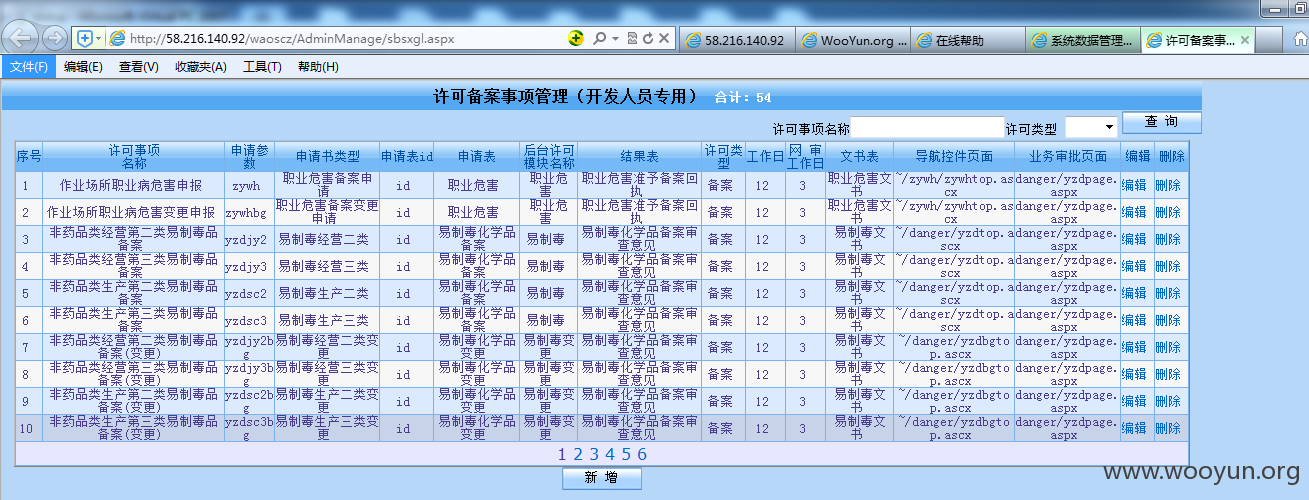 http://58.216.140.92/waoscz/AdminManage/sbsxgl.aspx
58.216.140.92
WooYun.org ...
在线帮助
系统数据管理...
许可备案事...
文件(F) 编辑(E) 查看(V) 收藏夹(A) 工具(T) 帮助(H)
许可备案事项管理（开发人员专用） 合计：54
许可事项名称 许可类型 查 询
序号 许可事项名称 申请参数 申请书类型 申请表id 申请表 后台许可模块名称 结果表 许可类型 工作日 网 审工作日 文书表 导航控件页面 业务审批页面 编辑 删除
1 作业场所职业病危害申报 zywh 职业危害备案申请 id 职业危害 职业危害 职业危害准予备案回执 备案 12 3 职业危害文书 ~/zywh/zywhtop.ascx danger/yzdpage.aspx 编辑 删除
2 作业场所职业病危害变更申报 zywhbg 职业危害备案变更申请 id 职业危害 职业危害 职业危害准予备案回执 备案 12 3 职业危害文书 ~/zywh/zywhtop.ascx danger/yzdpage.aspx 编辑 删除
3 非药品类经营第二类易制毒品备案 yzdjy2 易制毒经营二类 id 易制毒化学品备案 易制毒 易制毒化学品备案审查意见 备案 12 3 易制毒文书 ~/danger/yzdtop.ascx danger/yzdpage.aspx 编辑 删除
4 非药品类经营第三类易制毒品备案 yzdjy3 易制毒经营三类 id 易制毒化学品备案 易制毒 易制毒化学品备案审查意见 备案 12 3 易制毒文书 ~/danger/yzdtop.ascx danger/yzdpage.aspx 编辑 删除
5 非药品类生产第二类易制毒品备案 yzdsc2 易制毒生产二类 id 易制毒化学品备案 易制毒 易制毒化学品备案审查意见 备案 12 3 易制毒文书 ~/danger/yzdtop.ascx danger/yzdpage.aspx 编辑 删除
6 非药品类生产第三类易制毒品备案 yzdsc3 易制毒生产三类 id 易制毒化学品备案 易制毒 易制毒化学品备案审查意见 备案 12 3 易制毒文书 ~/danger/yzdtop.ascx danger/yzdpage.aspx 编辑 删除
7 非药品类经营第二类易制毒品备案(变更) yzdjy2bg 易制毒经营二类变更 id 易制毒化学品变更 易制毒变更 易制毒化学品备案审查意见 备案 12 3 易制毒文书 ~/danger/yzdbgtop.ascx danger/yzdpage.aspx 编辑 删除
8 非药品类经营第三类易制毒品备案(变更) yzdjy3bg 易制毒经营三类变更 id 易制毒化学品变更 易制毒变更 易制毒化学品备案审查意见 备案 12 3 易制毒文书 ~/danger/yzdbgtop.ascx danger/yzdpage.aspx 编辑 删除
9 非药品类生产第二类易制毒品备案(变更) yzdsc2bg 易制毒生产二类变更 id 易制毒化学品变更 易制毒变更 易制毒化学品备案审查意见 备案 12 3 易制毒文书 ~/danger/yzdbgtop.ascx danger/yzdpage.aspx 编辑 删除
10 非药品类生产第三类易制毒品备案(变更) yzdsc3bg 易制毒生产三类变更 id 易制毒化学品变更 易制毒变更 易制毒化学品备案审查意见 备案 12 3 易制毒文书 ~/danger/yzdbgtop.ascx danger/yzdpage.aspx 编辑 删除
1 2 3 4 5 6
新 增
www.wooyun.org